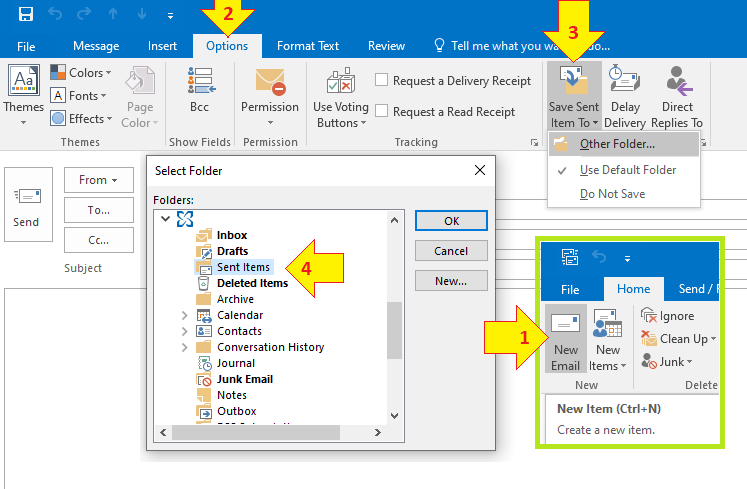 2
File
Message
Insert
Options
Format Text
Review
Tell me what you wa
do...
3
Themes
Colors
Fonts
Effects
Page
Color
Themes
Bcc
Show Fields
Permission
Permission
Use Voting
Buttons
Request a Delivery Receipt
Request a Read Receipt
Tracking
Save Sent
Item To
Delay
Delivery
Direct
Replies To
Other Folder...
Use Default Folder
Do Not Save
Send
From
To...
Cc...
Subject
Select Folder
Folders:
Inbox
Drafts
Sent Items
Deleted Items
Archive
Calendar
Contacts
Conversation History
Journal
Junk Email
Notes
Outbox
OK
Cancel
New...
4
1
File
Home
Send /
New
Email
New
Items
New
Ignore
Clean Up
Junk
Delete
New Item (Ctrl+N)
Create a new item.